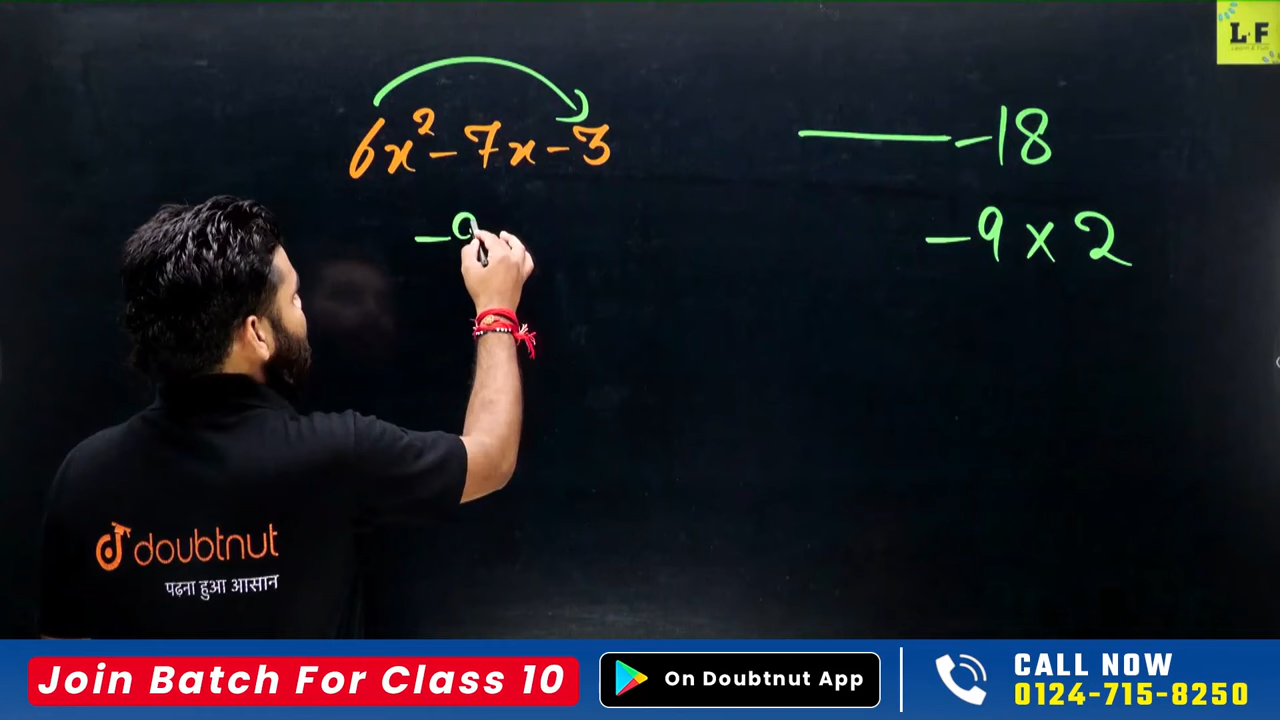 L·F
6x² - 7x - 3
-18
-9
-9 x 2
doubtnut
पढ़ना हुआ आसान
Join Batch For Class 10
On Doubtnut App
CALL NOW
0124-715-8250